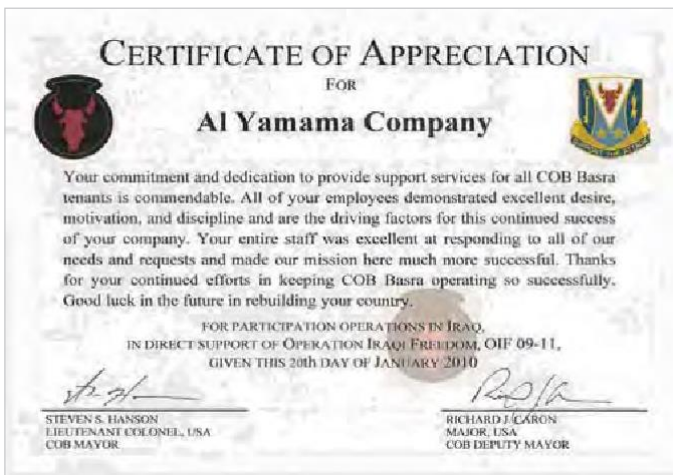 CERTIFICATE OF APPRECIATION
FOR
Al Yamama Company
Your commitment and dedication to provide support services for all COB Basra
tenants is commendable. All of your employees demonstrated excellent desire,
motivation, and discipline and are the driving factors for this continued success
of your company. Your entire staff was excellent at responding to all of our
needs and requests and made our mission here much more successful. Thanks
for your continued efforts in keeping COB Basra operating so successfully.
Good luck in the future in rebuilding your country.
FOR PARTICIPATION OPERATIONS IN IRAQ,
IN DIRECT SUPPORT OF OPERATION IRAQI FREEDOM, OIF 09-11,
GIVEN THIS 20th DAY OF JANUARY 2010
STEVEN S. HANSON
LIEUTENANT COLONEL, USA
COB MAYOR
RICHARD J. CARON
MAJOR, USA
COB DEPUTY MAYOR